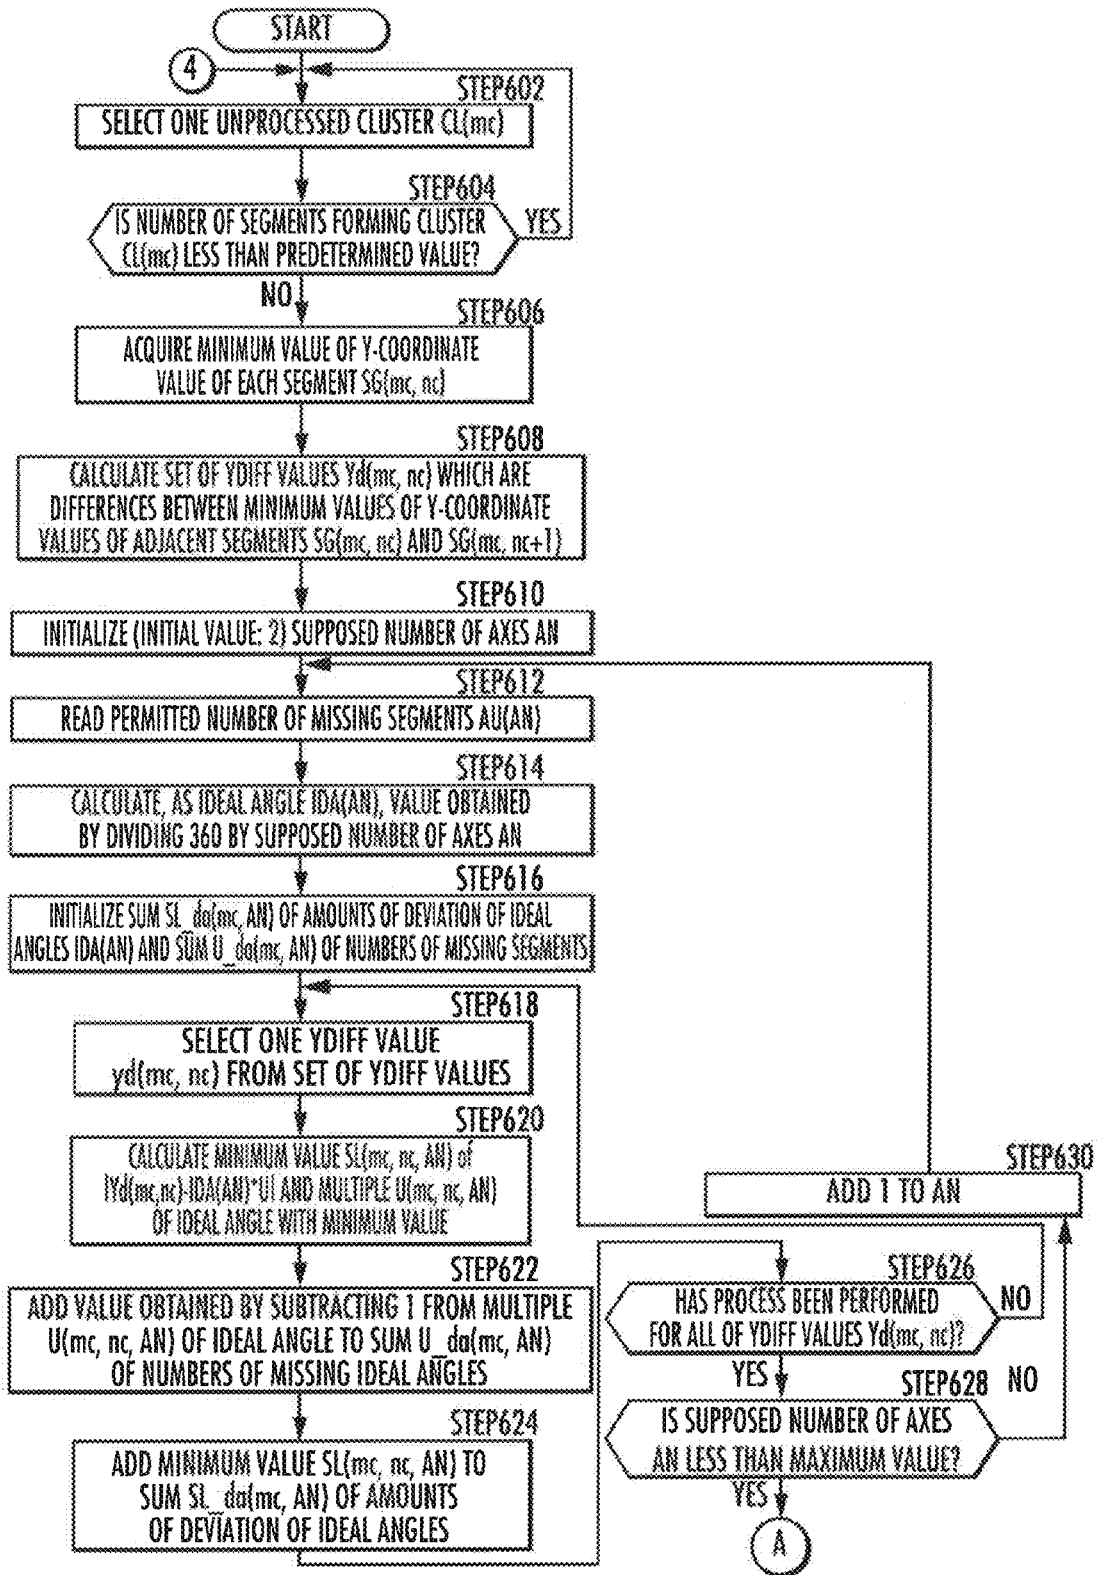 START
4
STEP602
SELECT ONE UNPROCESSED CLUSTER CL(mc)
STEP604
IS NUMBER OF SEGMENTS FORMING CLUSTER
CL(mc) LESS THAN PREDETERMINED VALUE?
YES
NO
STEP606
ACQUIRE MINIMUM VALUE OF Y-COORDINATE
VALUE OF EACH SEGMENT SG(mc, nc)
STEP608
CALCULATE SET OF YDIFF VALUES Yd(mc, nc) WHICH ARE
DIFFERENCES BETWEEN MINIMUM VALUES OF Y-COORDINATE
VALUES OF ADJACENT SEGMENTS SG(mc, nc) AND SG(mc, nc+1)
STEP610
INITIALIZE (INITIAL VALUE: 2) SUPPOSED NUMBER OF AXES AN
STEP612
READ PERMITTED NUMBER OF MISSING SEGMENTS AU(AN)
STEP614
CALCULATE, AS IDEAL ANGLE IDA(AN), VALUE OBTAINED
BY DIVIDING 360 BY SUPPOSED NUMBER OF AXES AN
STEP616
INITIALIZE SUM SL_da(mc, AN) OF AMOUNTS OF DEVIATION OF IDEAL
ANGLES IDA(AN) AND SUM U_da(mc, AN) OF NUMBERS OF MISSING SEGMENTS
STEP618
SELECT ONE YDIFF VALUE
yd(mc, nc) FROM SET OF YDIFF VALUES
STEP620
CALCULATE MINIMUM VALUE SL(mc, nc, AN) of
|Yd(mc,nc)-IDA(AN)*U| AND MULTIPLE U(mc, nc, AN)
OF IDEAL ANGLE WITH MINIMUM VALUE
STEP622
ADD VALUE OBTAINED BY SUBTRACTING 1 FROM MULTIPLE
U(mc, nc, AN) OF IDEAL ANGLE TO SUM U_da(mc, AN)
OF NUMBERS OF MISSING IDEAL ANGLES
STEP624
ADD MINIMUM VALUE SL(mc, nc, AN) TO
SUM SL_da(mc, AN) OF AMOUNTS
OF DEVIATION OF IDEAL ANGLES
STEP630
ADD 1 TO AN
STEP626
HAS PROCESS BEEN PERFORMED
FOR ALL OF YDIFF VALUES Yd(mc, nc)?
NO
YES
STEP628
NO
IS SUPPOSED NUMBER OF AXES
AN LESS THAN MAXIMUM VALUE?
YES
A